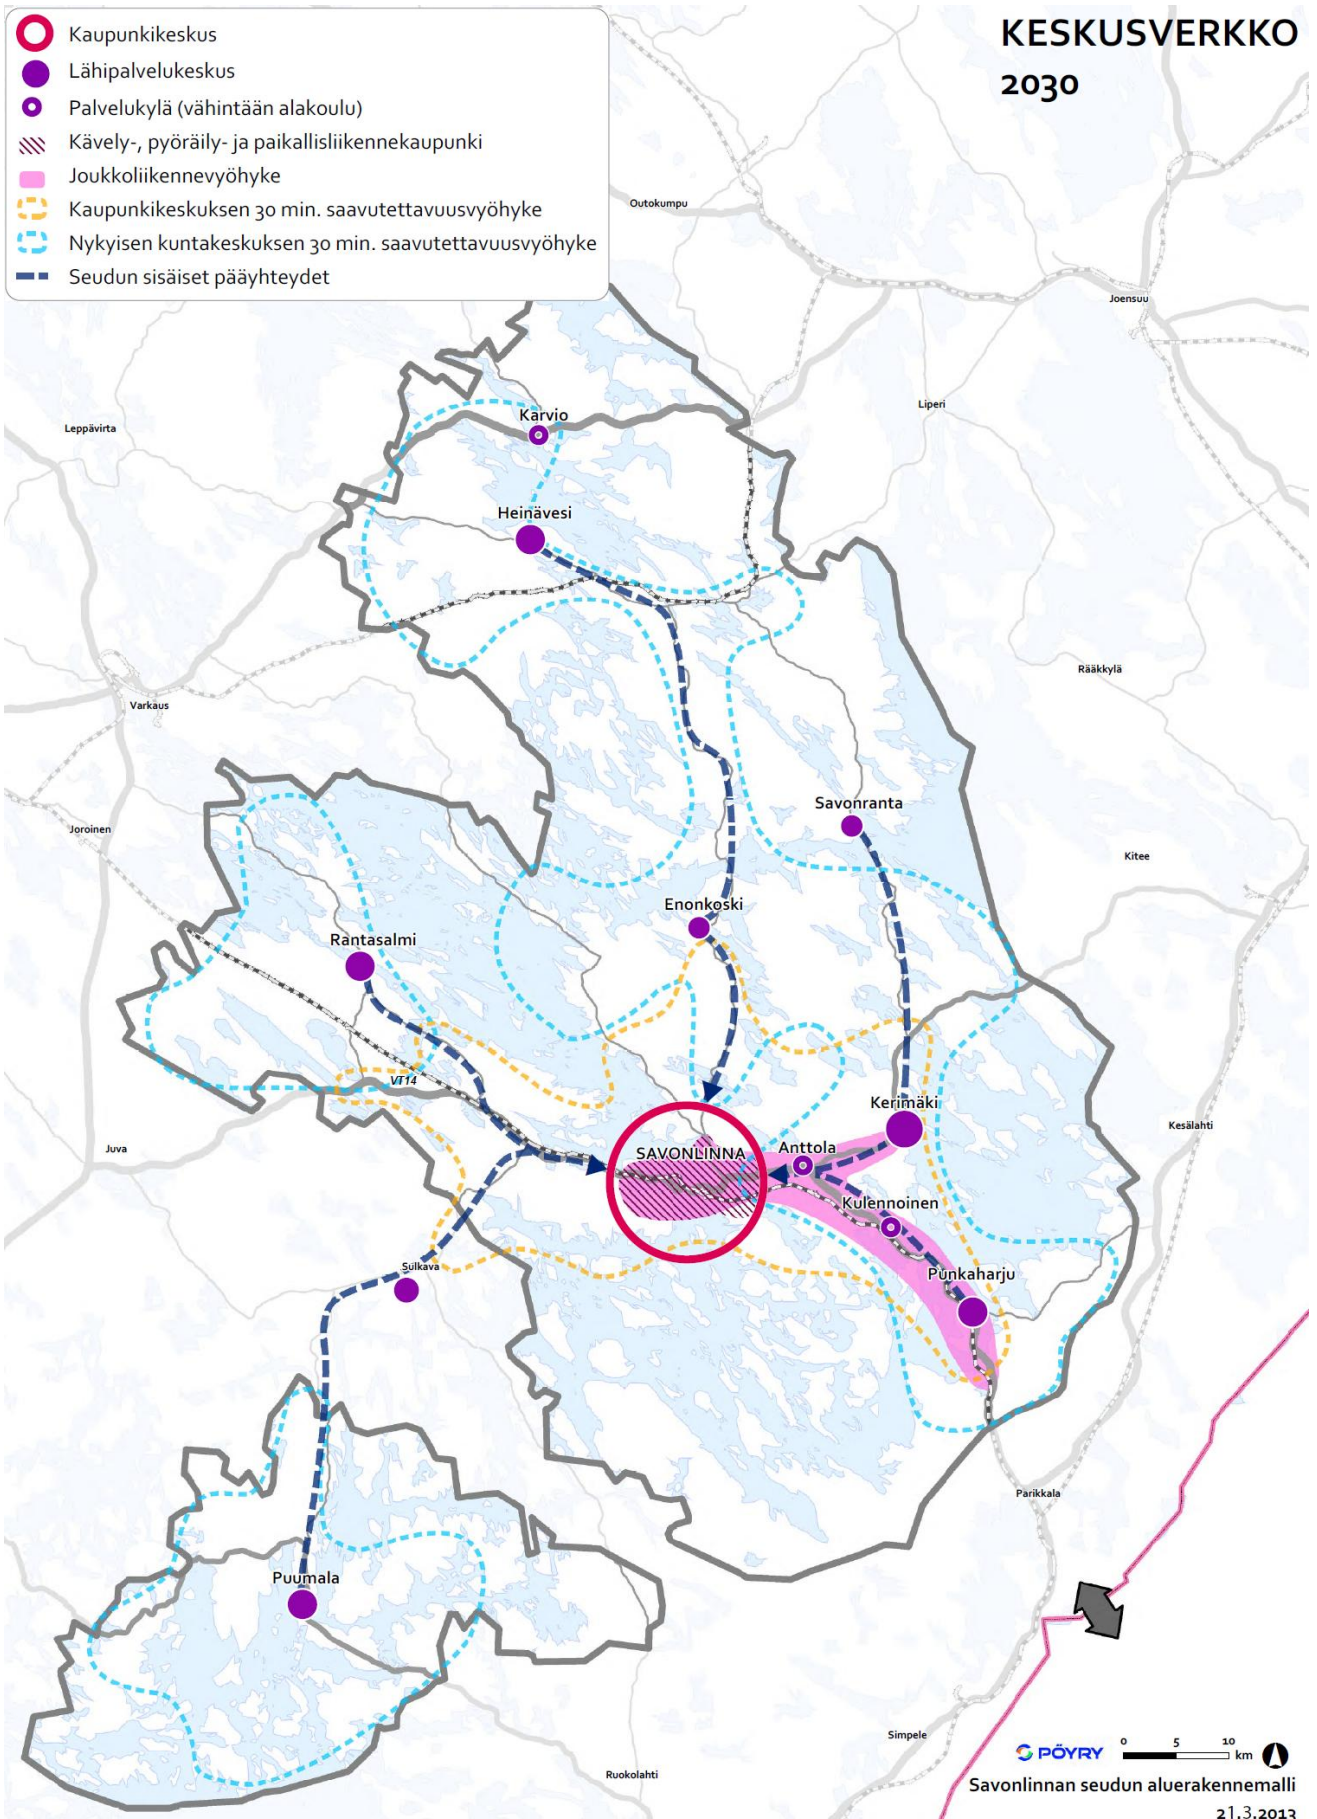 Kaupunkikeskus
Lähipalvelukeskus
Palvelukylä (vähintään alakoulu)
Kävely-, pyöräily- ja paikallisliikennekaupunki
Joukkoliikennevyöhyke
Kaupunkikeskuksen 30 min. saavutettavuusvyöhyke
Nykyisen kuntakeskuksen 30 min. saavutettavuusvyöhyke
Seudun sisäiset pääyhteydet
KESKUSVERKKO
2030
Outokumpu
Joensuu
Liperi
Karvio
Leppävirta
Heinävesi
Rääkkylä
Varkaus
Savonranta
Joroinen
Kitee
Enonkoski
Rantasalmi
VT14
Kerimäki
Kesälahti
Juva
SAVONLINNA
Anttola
Kulennoinen
Sulkava
Punkaharju
Parikkala
Puumala
Simpele
Ruokolahti
PÖYRY
0 5 10
km
Savonlinnan seudun aluerakennemalli
21.3.2013